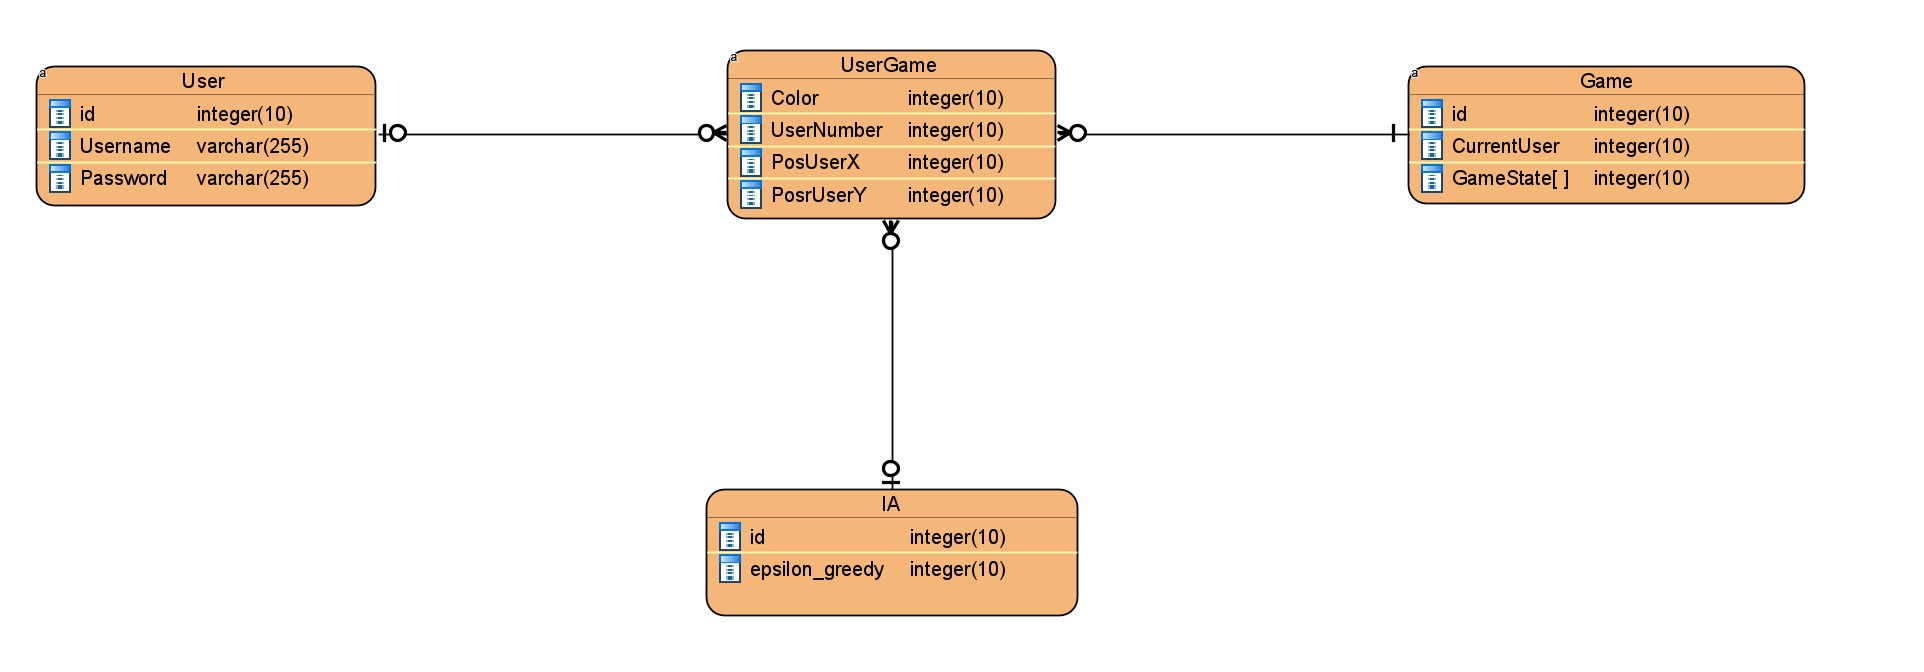 a
User
id integer(10)
Username varchar(255)
Password varchar(255)
a
UserGame
Color integer(10)
UserNumber integer(10)
PosUserX integer(10)
PosrUserY integer(10)
a
Game
id integer(10)
CurrentUser integer(10)
GameState[ ] integer(10)
IA
id integer(10)
epsilon_greedy integer(10)